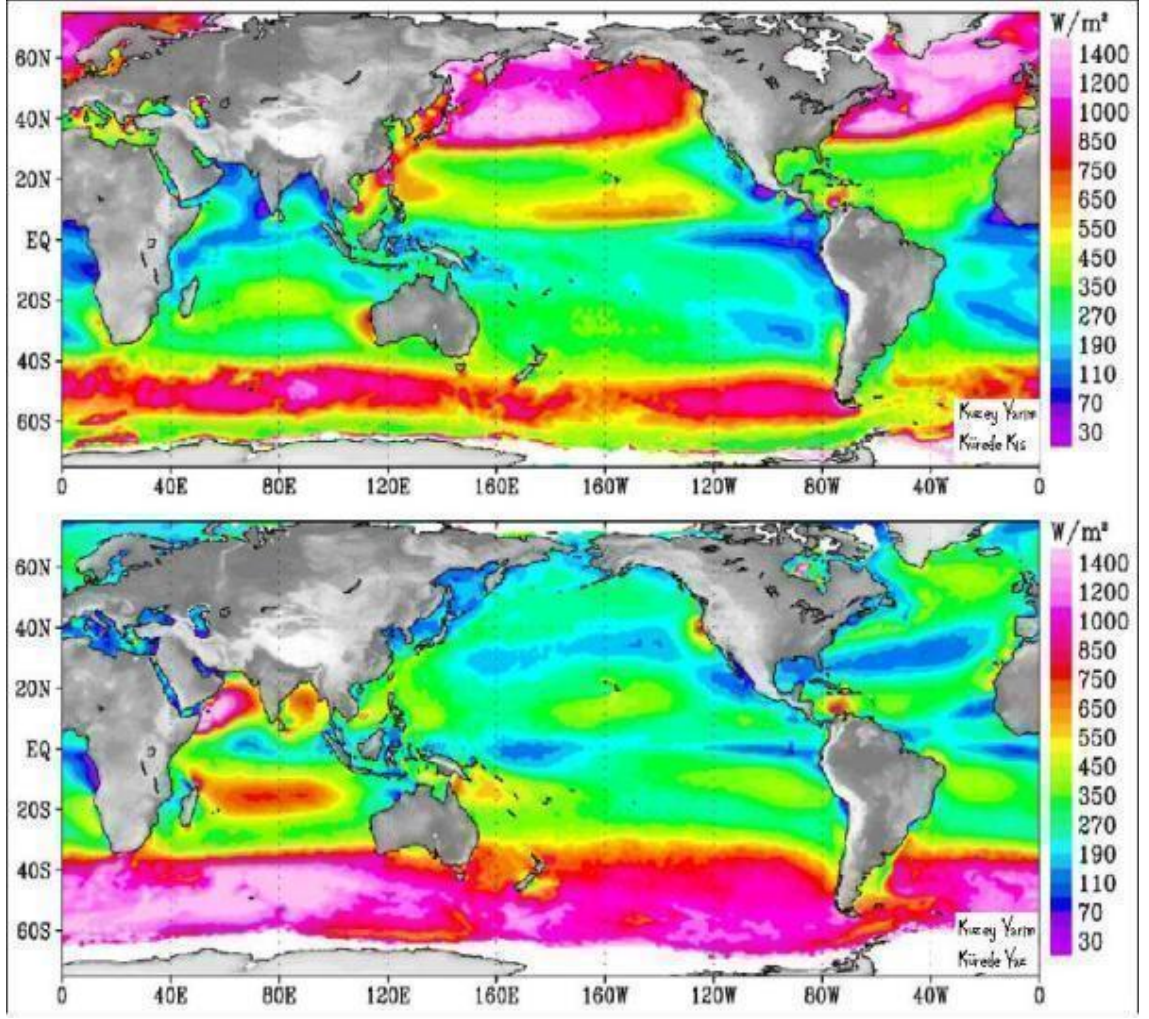 W/m²
60N
40N
20N
EQ
20S
40S
60S
1400
1200
1000
850
750
650
550
450
350
270
190
110
70
30
Kuzey Yarım
Kürede Kış
0 40E 80E 120E 160E 160W 120W 80W 40W 0
W/m²
60N
40N
20N
EQ
20S
40S
60S
1400
1200
1000
850
750
650
550
450
350
270
190
110
70
30
Kuzey Yarım
Kürede Yaz
0 40E 80E 120E 160E 160W 120W 80W 40W 0